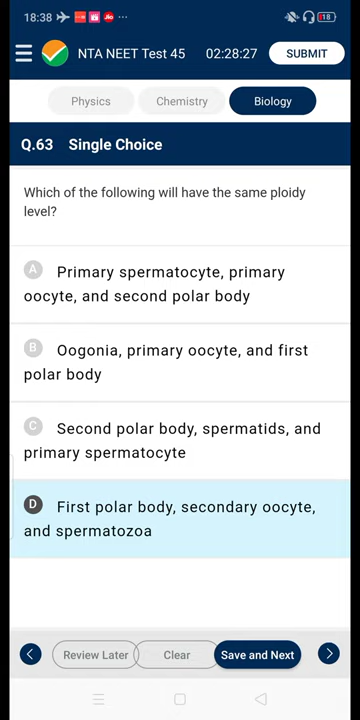 18:38 Jio 18
NTA NEET Test 45 02:28:27 SUBMIT
Physics Chemistry Biology
Q.63 Single Choice
Which of the following will have the same ploidy
level?
A Primary spermatocyte, primary
oocyte, and second polar body
B Oogonia, primary oocyte, and first
polar body
C Second polar body, spermatids, and
primary spermatocyte
D First polar body, secondary oocyte,
and spermatozoa
Review Later Clear Save and Next